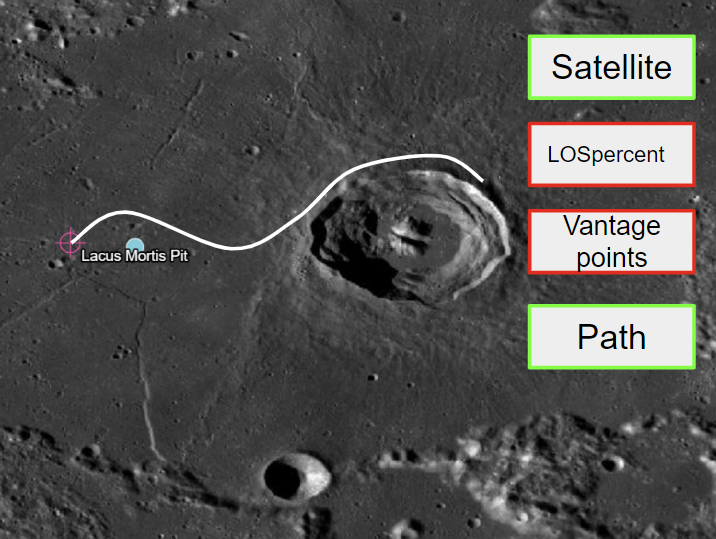 Satellite
LOSpercent
Vantage
points
Lacus Mortis Pit
Path